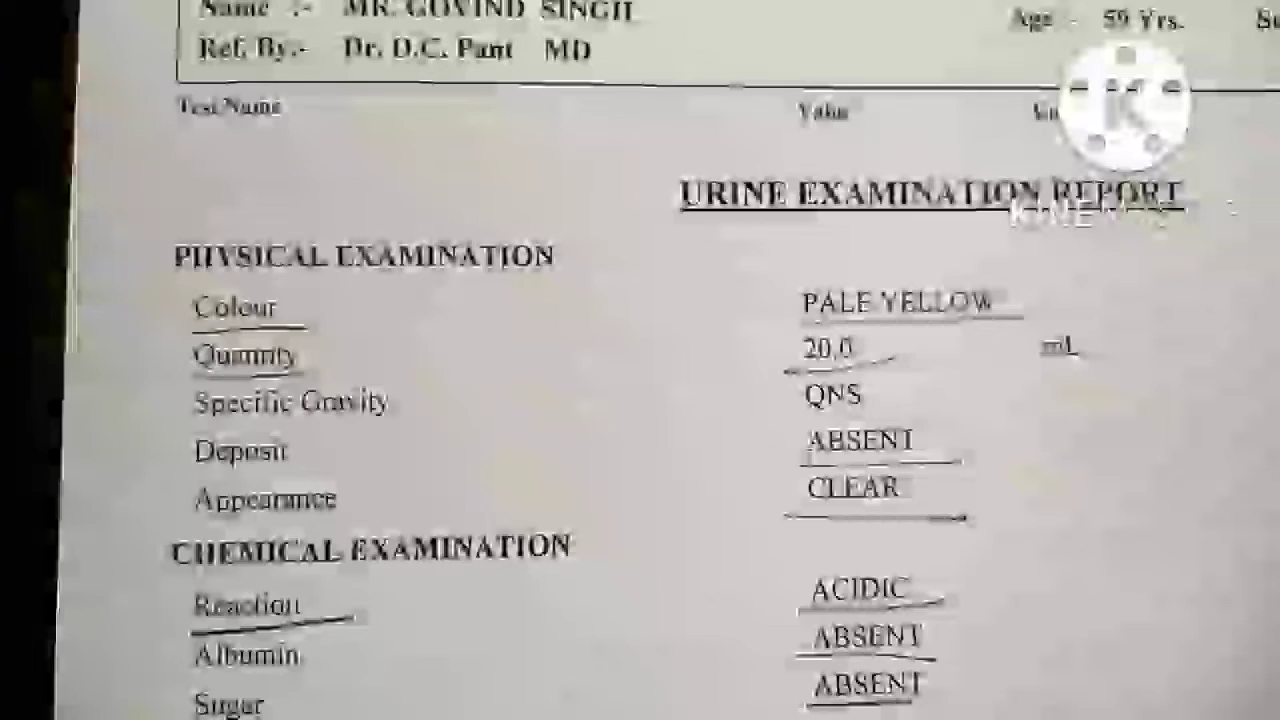 Name :- MR. GOVIND SINGH
Age :- 59 Yrs.
Ref. By.- Dr. D.C. Pant MD
Test Name Value
URINE EXAMINATION REPORT
PHYSICAL EXAMINATION
Colour PALE YELLOW
Quantity 20.0 mL
Specific Gravity QNS
Deposit ABSENT
Appearance CLEAR
CHEMICAL EXAMINATION
Reaction ACIDIC
Albumin ABSENT
Sugar ABSENT